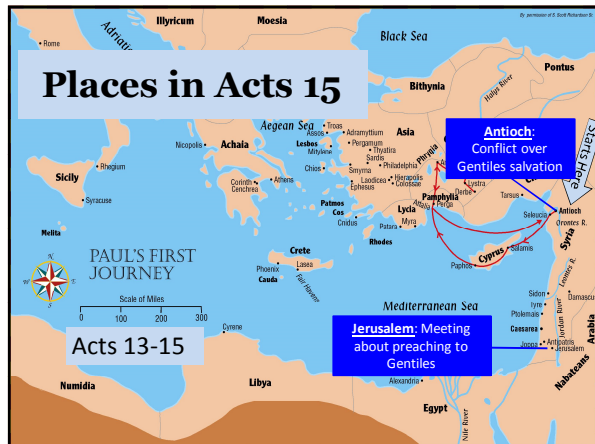 By permission of S. Scott Richardson Sr.
Illyricum
Moesia
Rome
Adriatic
Black Sea
Pontus
Places in Acts 15
Bithynia
Halys River
Aegean Sea
Troas
Assos
Adramyttium
Asia
Lesbos
Pergamum
Mitylene
Thyatira
Sardis
Nicopolis
Achaia
Chios
Smyrna
Philadelphia
Phrygia
Antioch:
Conflict over
Gentiles salvation
Starts Here
Sicily
Rhegium
Corinth
Cenchrea
Athens
Laodicea
Hierapolis
Colossae
Ephesus
Lystra
Derbe
Tarsus
Syracuse
Patmos
Cos
Pamphylia
Perga
Attalia
Lycia
Myra
Patara
Cnidus
Rhodes
Seleucia
Antioch
Orontes R.
Syria
Melita
Crete
Lasea
Phoenix
Cauda
Fair Havens
Cyprus
Salamis
Paphos
Leontes R.
N
E
S
W
PAUL'S FIRST
JOURNEY
Scale of Miles
0 100 200 300
Mediterranean Sea
Sidon
Tyre
Ptolemais
Damascus
Caesarea
Jordan River
Arabia
Acts 13-15
Cyrene
Jerusalem: Meeting
about preaching to
Gentiles
Joppa
Antipatris
Jerusalem
Nabateans
Numidia
Libya
Alexandria
Egypt
Nile River